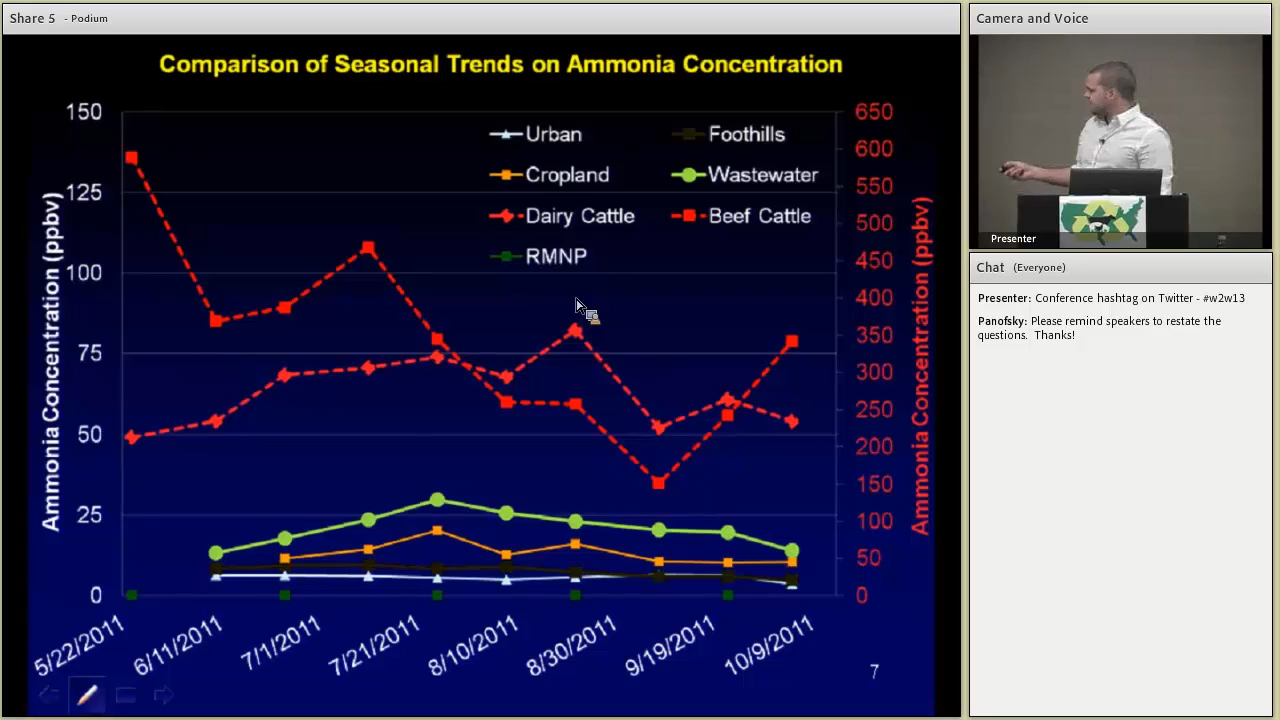 Share 5 - Podium
Comparison of Seasonal Trends on Ammonia Concentration
Ammonia Concentration (ppbv)
150
125
100
75
50
25
0
Urban
Foothills
Cropland
Wastewater
Dairy Cattle
Beef Cattle
RMNP
650
600
550
500
450
400
350
300
250
200
150
100
50
0
Ammonia Concentration (ppbv)
5/22/2011
6/11/2011
7/1/2011
7/21/2011
8/10/2011
8/30/2011
9/19/2011
10/9/2011
7
Camera and Voice
Presenter
Chat (Everyone)
Presenter: Conference hashtag on Twitter - #w2w13
Panofsky: Please remind speakers to restate the
questions. Thanks!